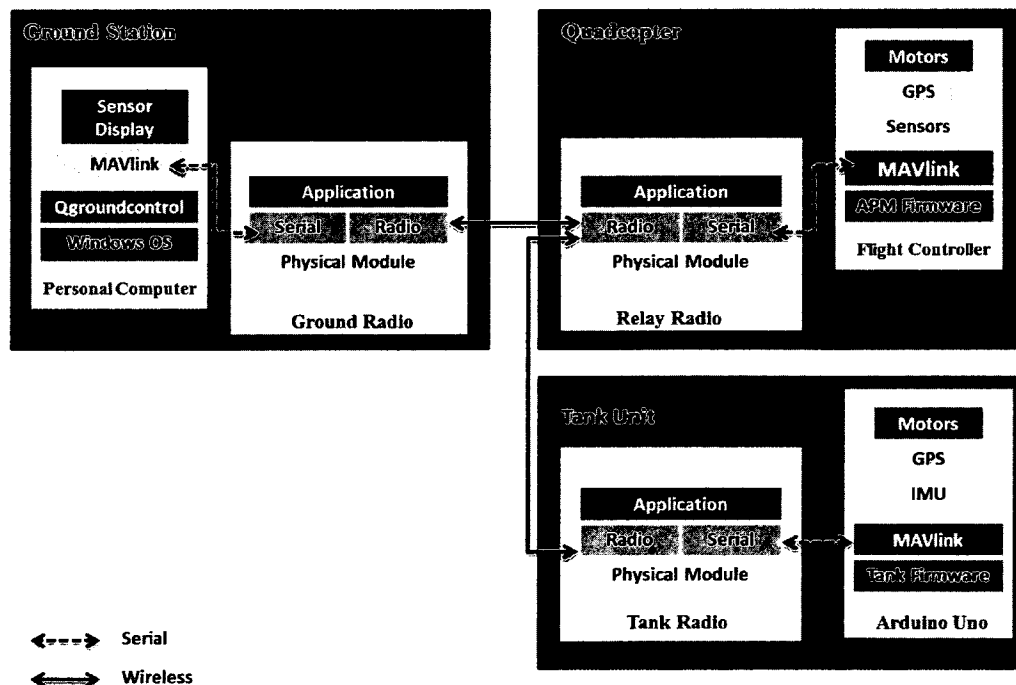 Ground Station
Sensor
Display
MAVlink
Qgroundcontrol
Windows OS
Personal Computer
Application
Serial
Radio
Physical Module
Ground Radio
Quadcopter
Application
Radio
Serial
Physical Module
Relay Radio
Motors
GPS
Sensors
MAVlink
APM Firmware
Flight Controller
Tank Unit
Application
Radio
Serial
Physical Module
Tank Radio
Motors
GPS
IMU
MAVlink
Tank Firmware
Arduino Uno
Serial
Wireless